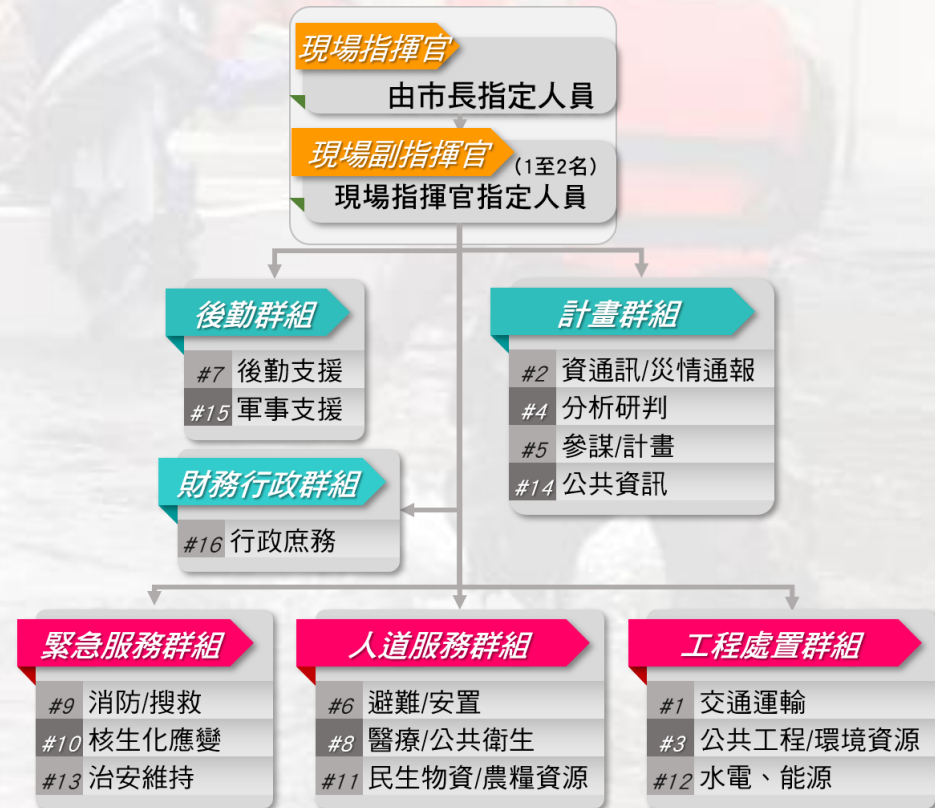 現場指揮官
由市長指定人員
現場副指揮官
(1至2名)
現場指揮官指定人員
後勤群組
#7 後勤支援
#15 軍事支援
計畫群組
#2 資通訊/災情通報
#4 分析研判
#5 參謀/計畫
#14 公共資訊
財務行政群組
#16 行政庶務
緊急服務群組
#9 消防/搜救
#10 核生化應變
#13 治安維持
人道服務群組
#6 避難/安置
#8 醫療/公共衛生
#11 民生物資/農糧資源
工程處置群組
#1 交通運輸
#3 公共工程/環境資源
#12 水電、能源